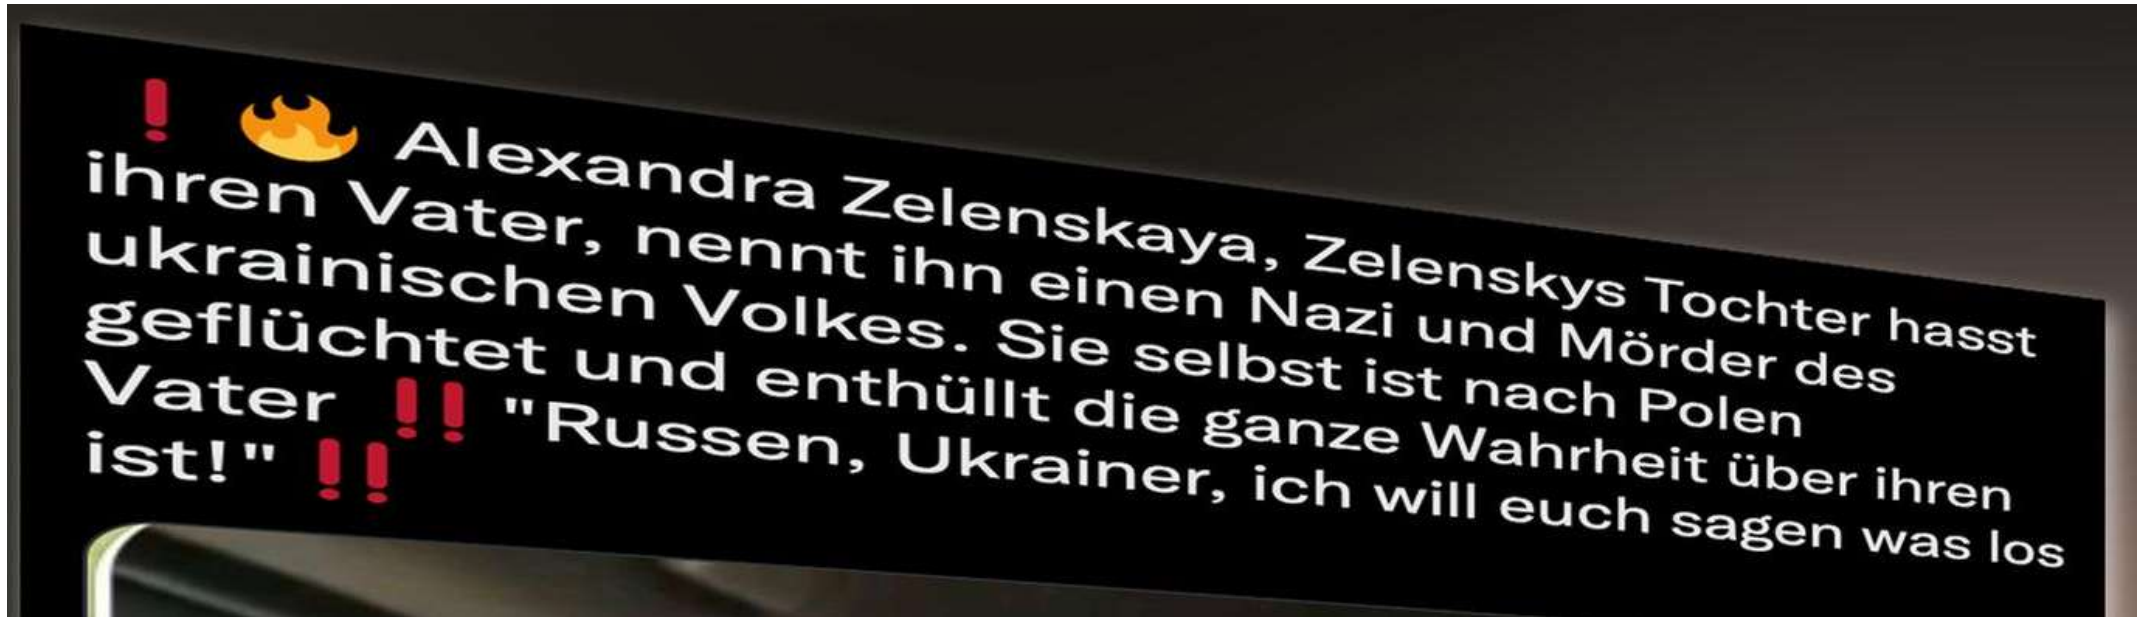 ❗ 🔥 Alexandra Zelenskaya, Zelenskys Tochter hasst
ihren Vater, nennt ihn einen Nazi und Mörder des
ukrainischen Volkes. Sie selbst ist nach Polen
geflüchtet und enthüllt die ganze Wahrheit über ihren
Vater ‼️ "Russen, Ukrainer, ich will euch sagen was los
ist!" ‼️